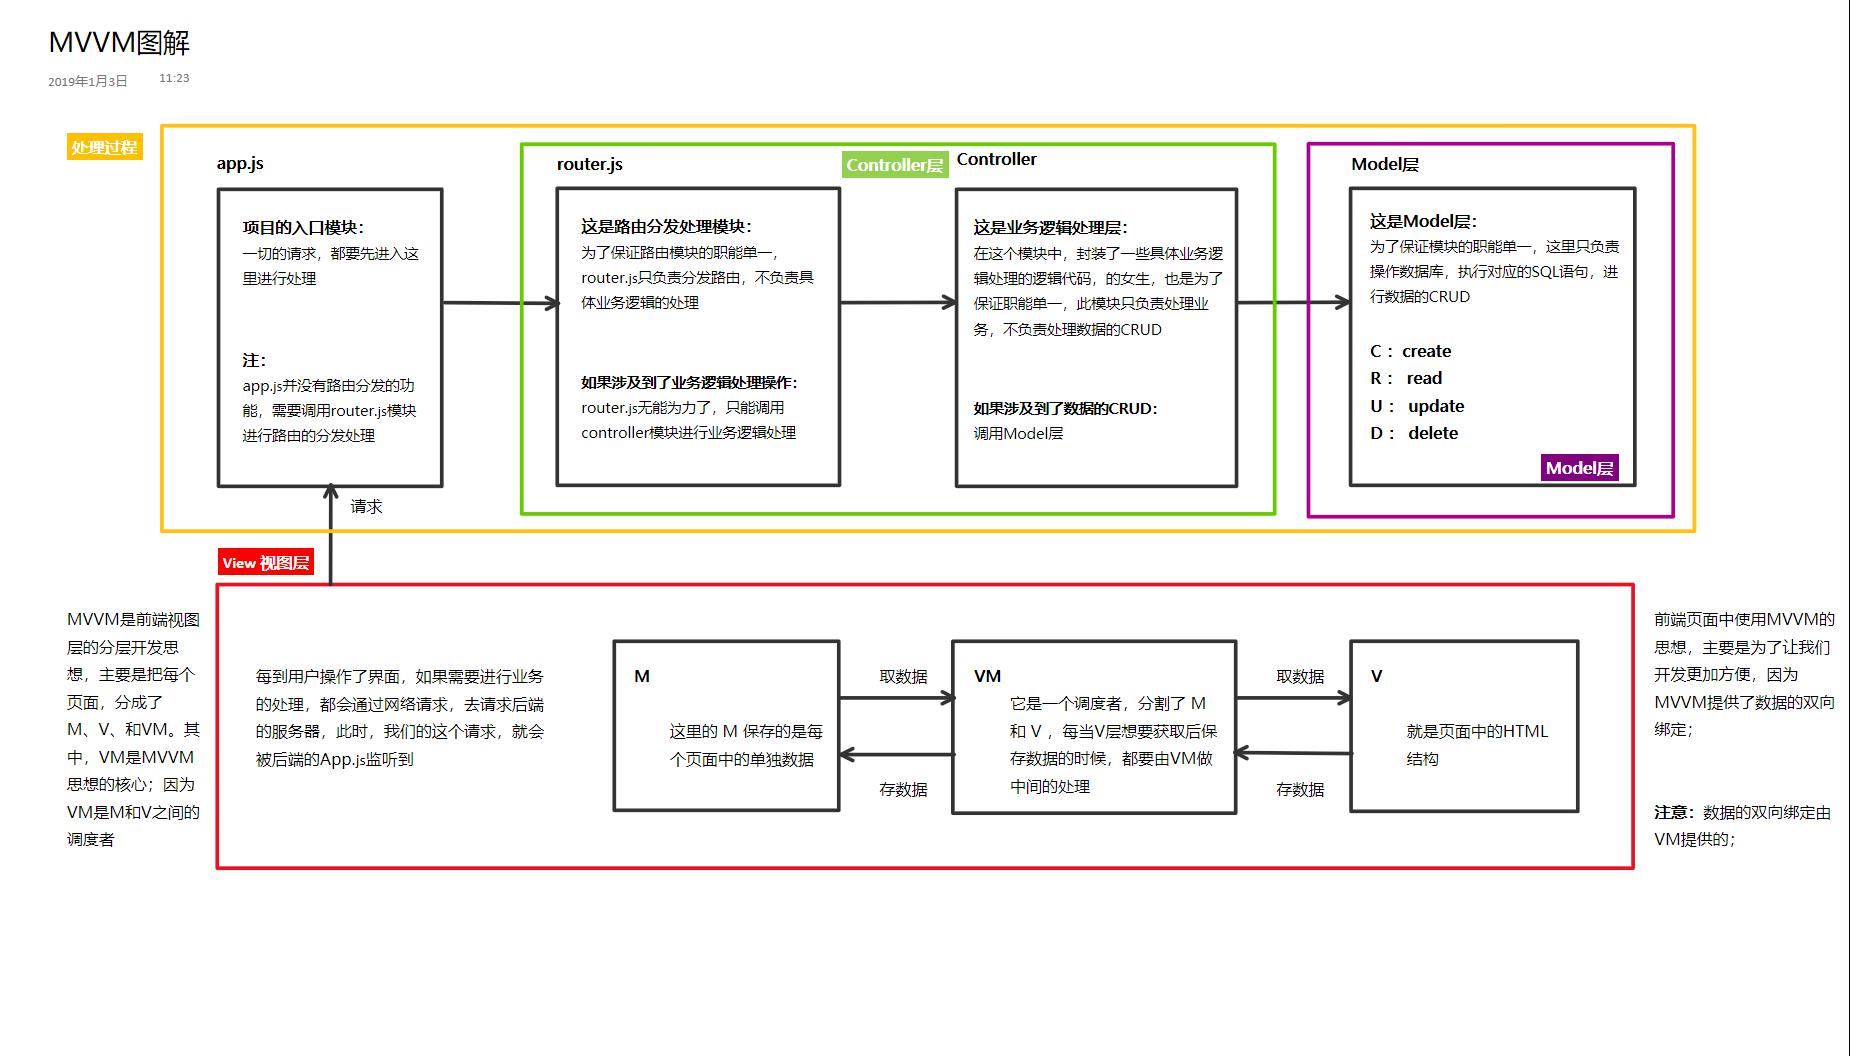 MVVM图解
2019年1月3日 11:23
处理过程
app.js
项目的入口模块：
一切的请求，都要先进入这
里进行处理
注：
app.js并没有路由分发的功
能，需要调用router.js模块
进行路由的分发处理
router.js
这是路由分发处理模块：
为了保证路由模块的职能单一，
router.js只负责分发路由，不负责具
体业务逻辑的处理
如果涉及到了业务逻辑处理操作：
router.js无能为力了，只能调用
controller模块进行业务逻辑处理
Controller层
Controller
这是业务逻辑处理层：
在这个模块中，封装了一些具体业务逻
辑处理的逻辑代码，的女生，也是为了
保证职能单一，此模块只负责处理业
务，不负责处理数据的CRUD
如果涉及到了数据的CRUD：
调用Model层
Model层
这是Model层：
为了保证模块的职能单一，这里只负责
操作数据库，执行对应的SQL语句，进
行数据的CRUD
C： create
R： read
U： update
D： delete
Model层
请求
View 视图层
MVVM是前端视图
层的分层开发思
想，主要是把每个
页面，分成了
M、V、和VM。其
中，VM是MVVM
思想的核心；因为
VM是M和V之间的
调度者
每到用户操作了界面，如果需要进行业务
的处理，都会通过网络请求，去请求后端
的服务器，此时，我们的这个请求，就会
被后端的App.js监听到
M
这里的 M 保存的是每
个页面中的单独数据
取数据
存数据
VM
它是一个调度者，分割了 M
和 V ，每当V层想要获取后保
存数据的时候，都要由VM做
中间的处理
取数据
存数据
V
就是页面中的HTML
结构
前端页面中使用MVVM的
思想，主要是为了让我们
开发更加方便，因为
MVVM提供了数据的双向
绑定；
注意：数据的双向绑定由
VM提供的；